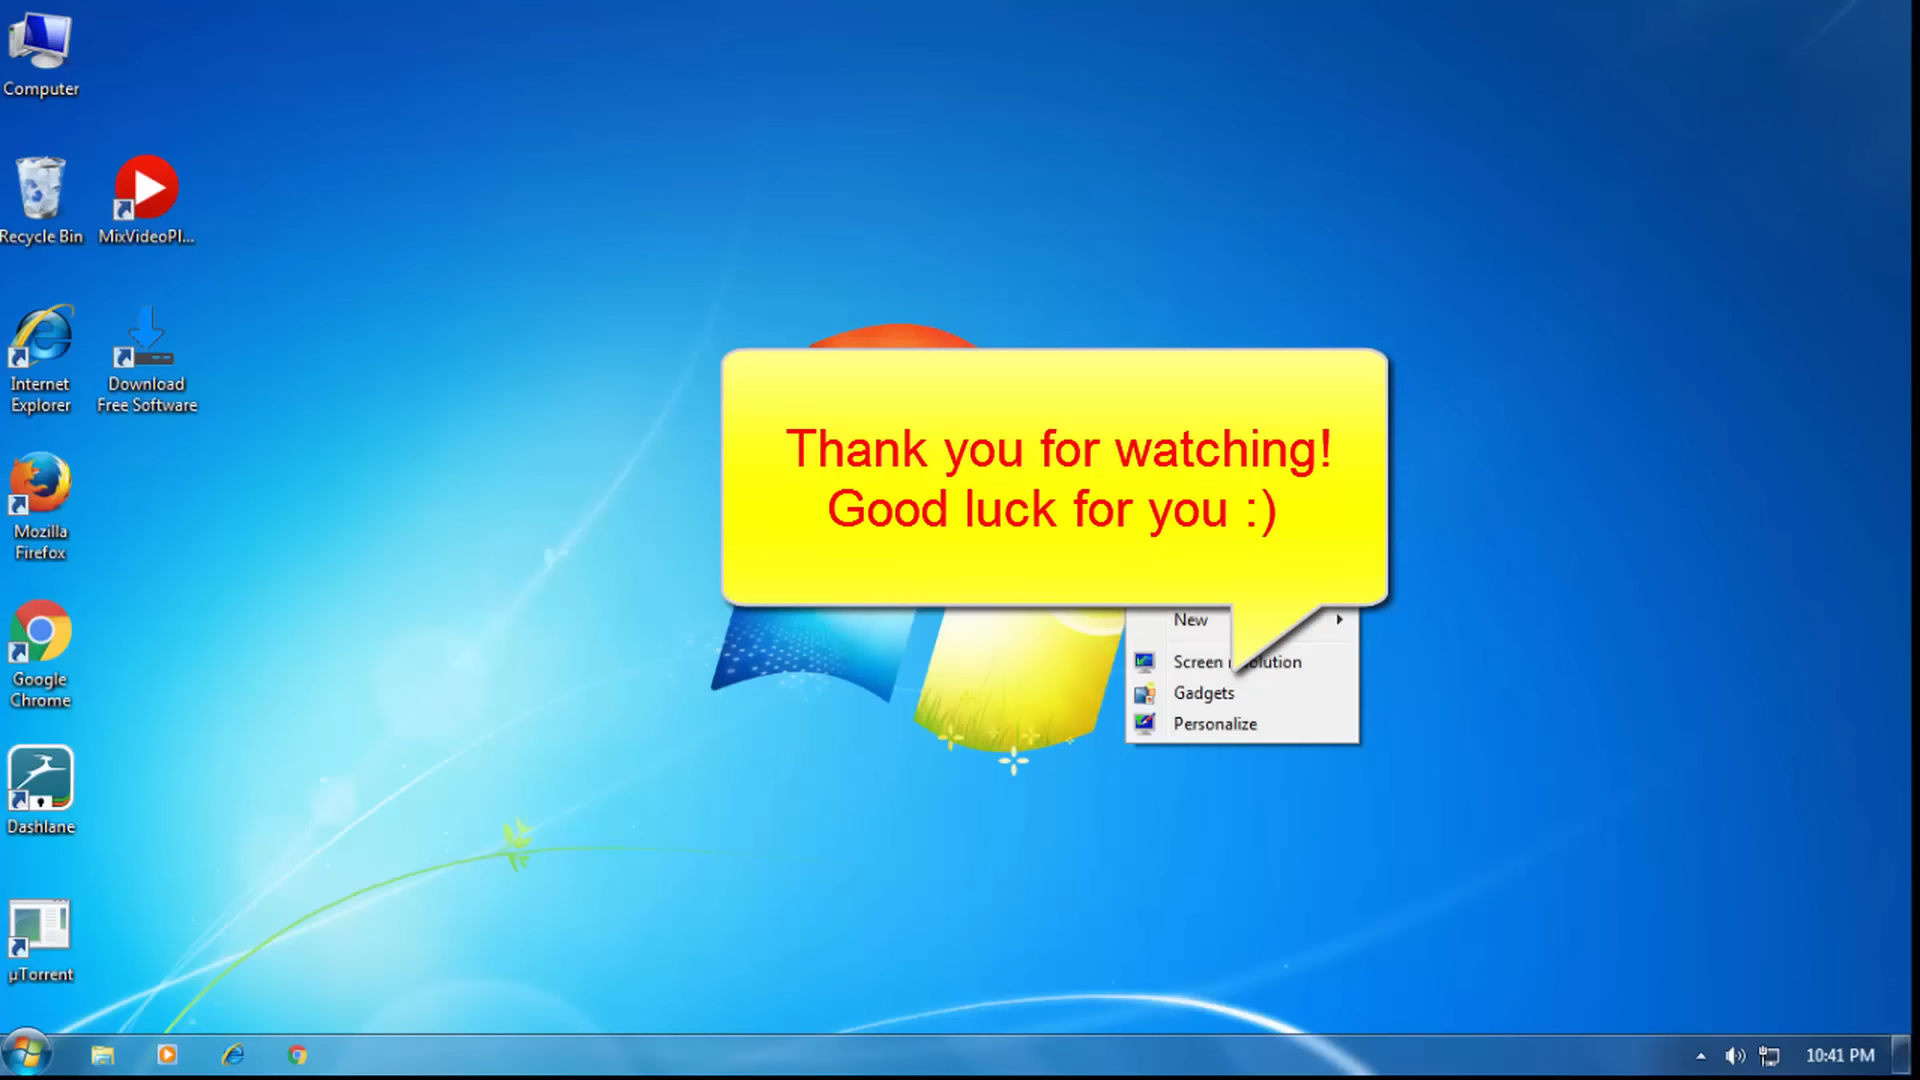 Computer
Recycle Bin
MixVideoPl...
Internet
Explorer
Download
Free Software
Mozilla
Firefox
Google
Chrome
Dashlane
µTorrent
Thank you for watching!
Good luck for you :)
New
Screen olution
Gadgets
Personalize
10:41 PM